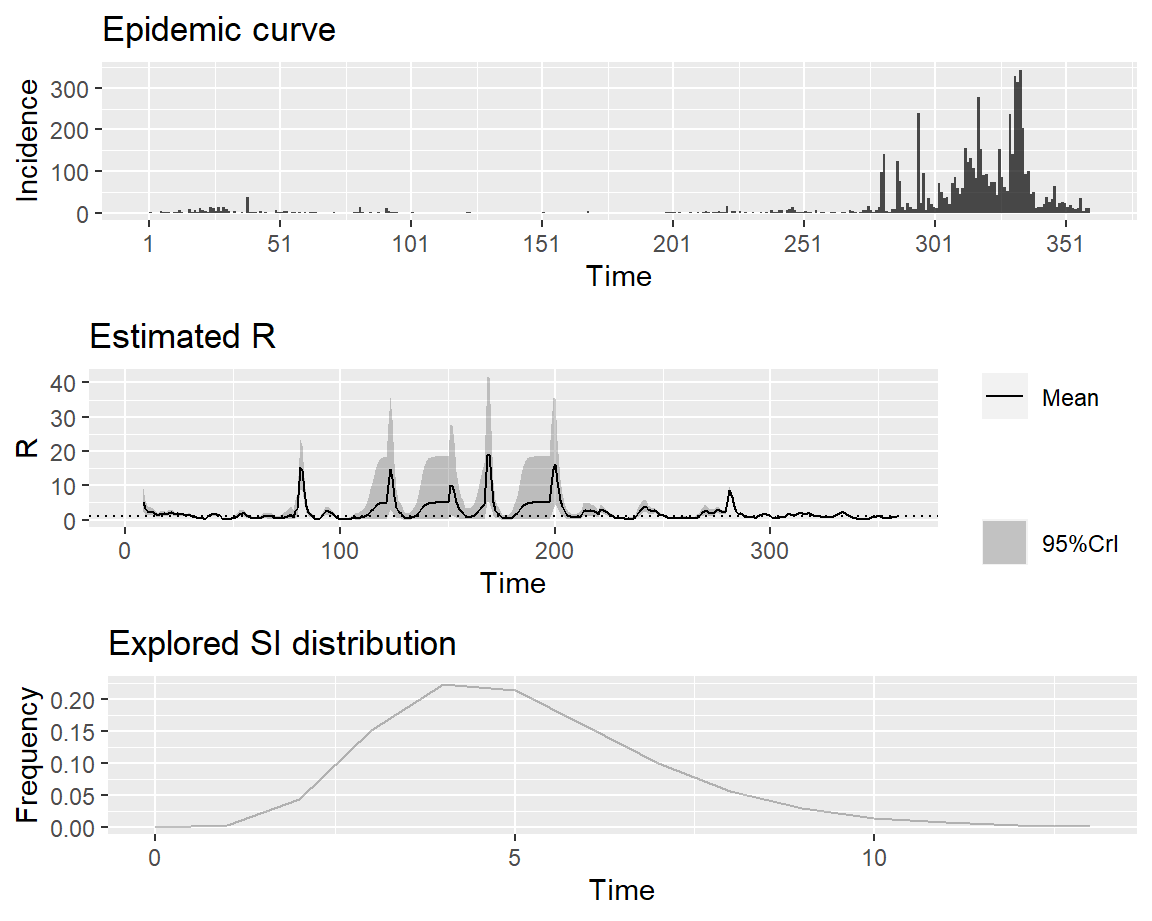 Epidemic curve
Incidence
300
200
100
0
1 51 101 151 201 251 301 351
Time
Estimated R
R
40
30
20
10
0
0 100 200 300
Time
Mean
95%CrI
Explored SI distribution
Frequency
0.20
0.15
0.10
0.05
0.00
0 5 10
Time